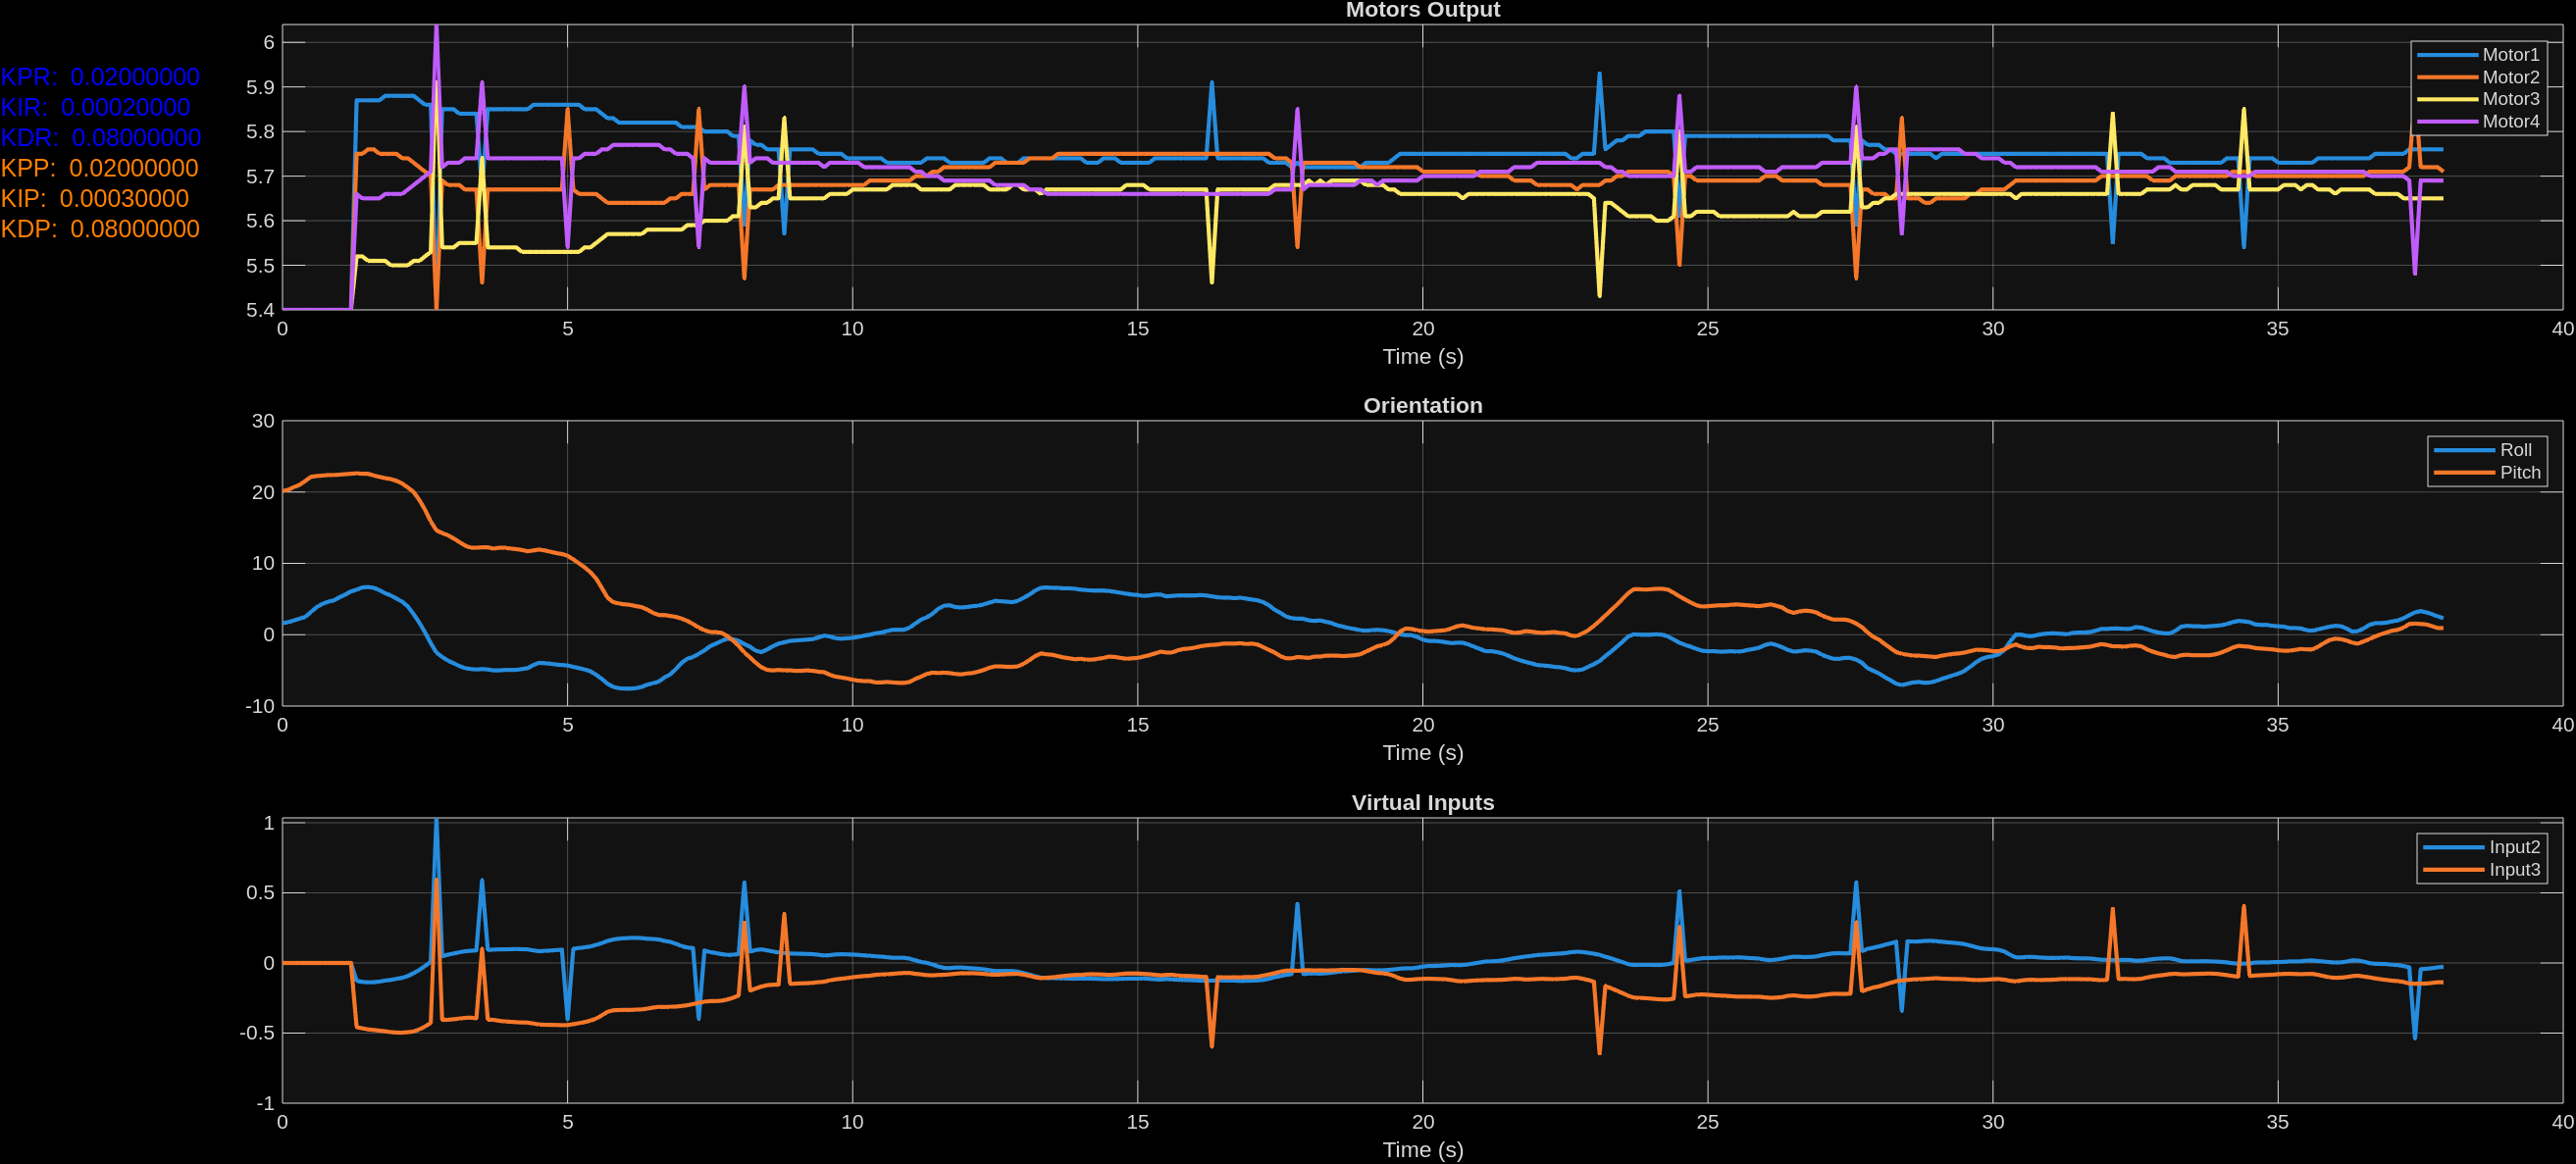 Motors Output
KPR: 0.02000000
KIR: 0.00020000
KDR: 0.08000000
KPP: 0.02000000
KIP: 0.00030000
KDP: 0.08000000
6
5.9
5.8
5.7
5.6
5.5
5.4
Motor1
Motor2
Motor3
Motor4
0 5 10 15 20 25 30 35 40
Time (s)
Orientation
30
20
10
0
-10
Roll
Pitch
0 5 10 15 20 25 30 35 40
Time (s)
Virtual Inputs
1
0.5
0
-0.5
-1
Input2
Input3
0 5 10 15 20 25 30 35 40
Time (s)